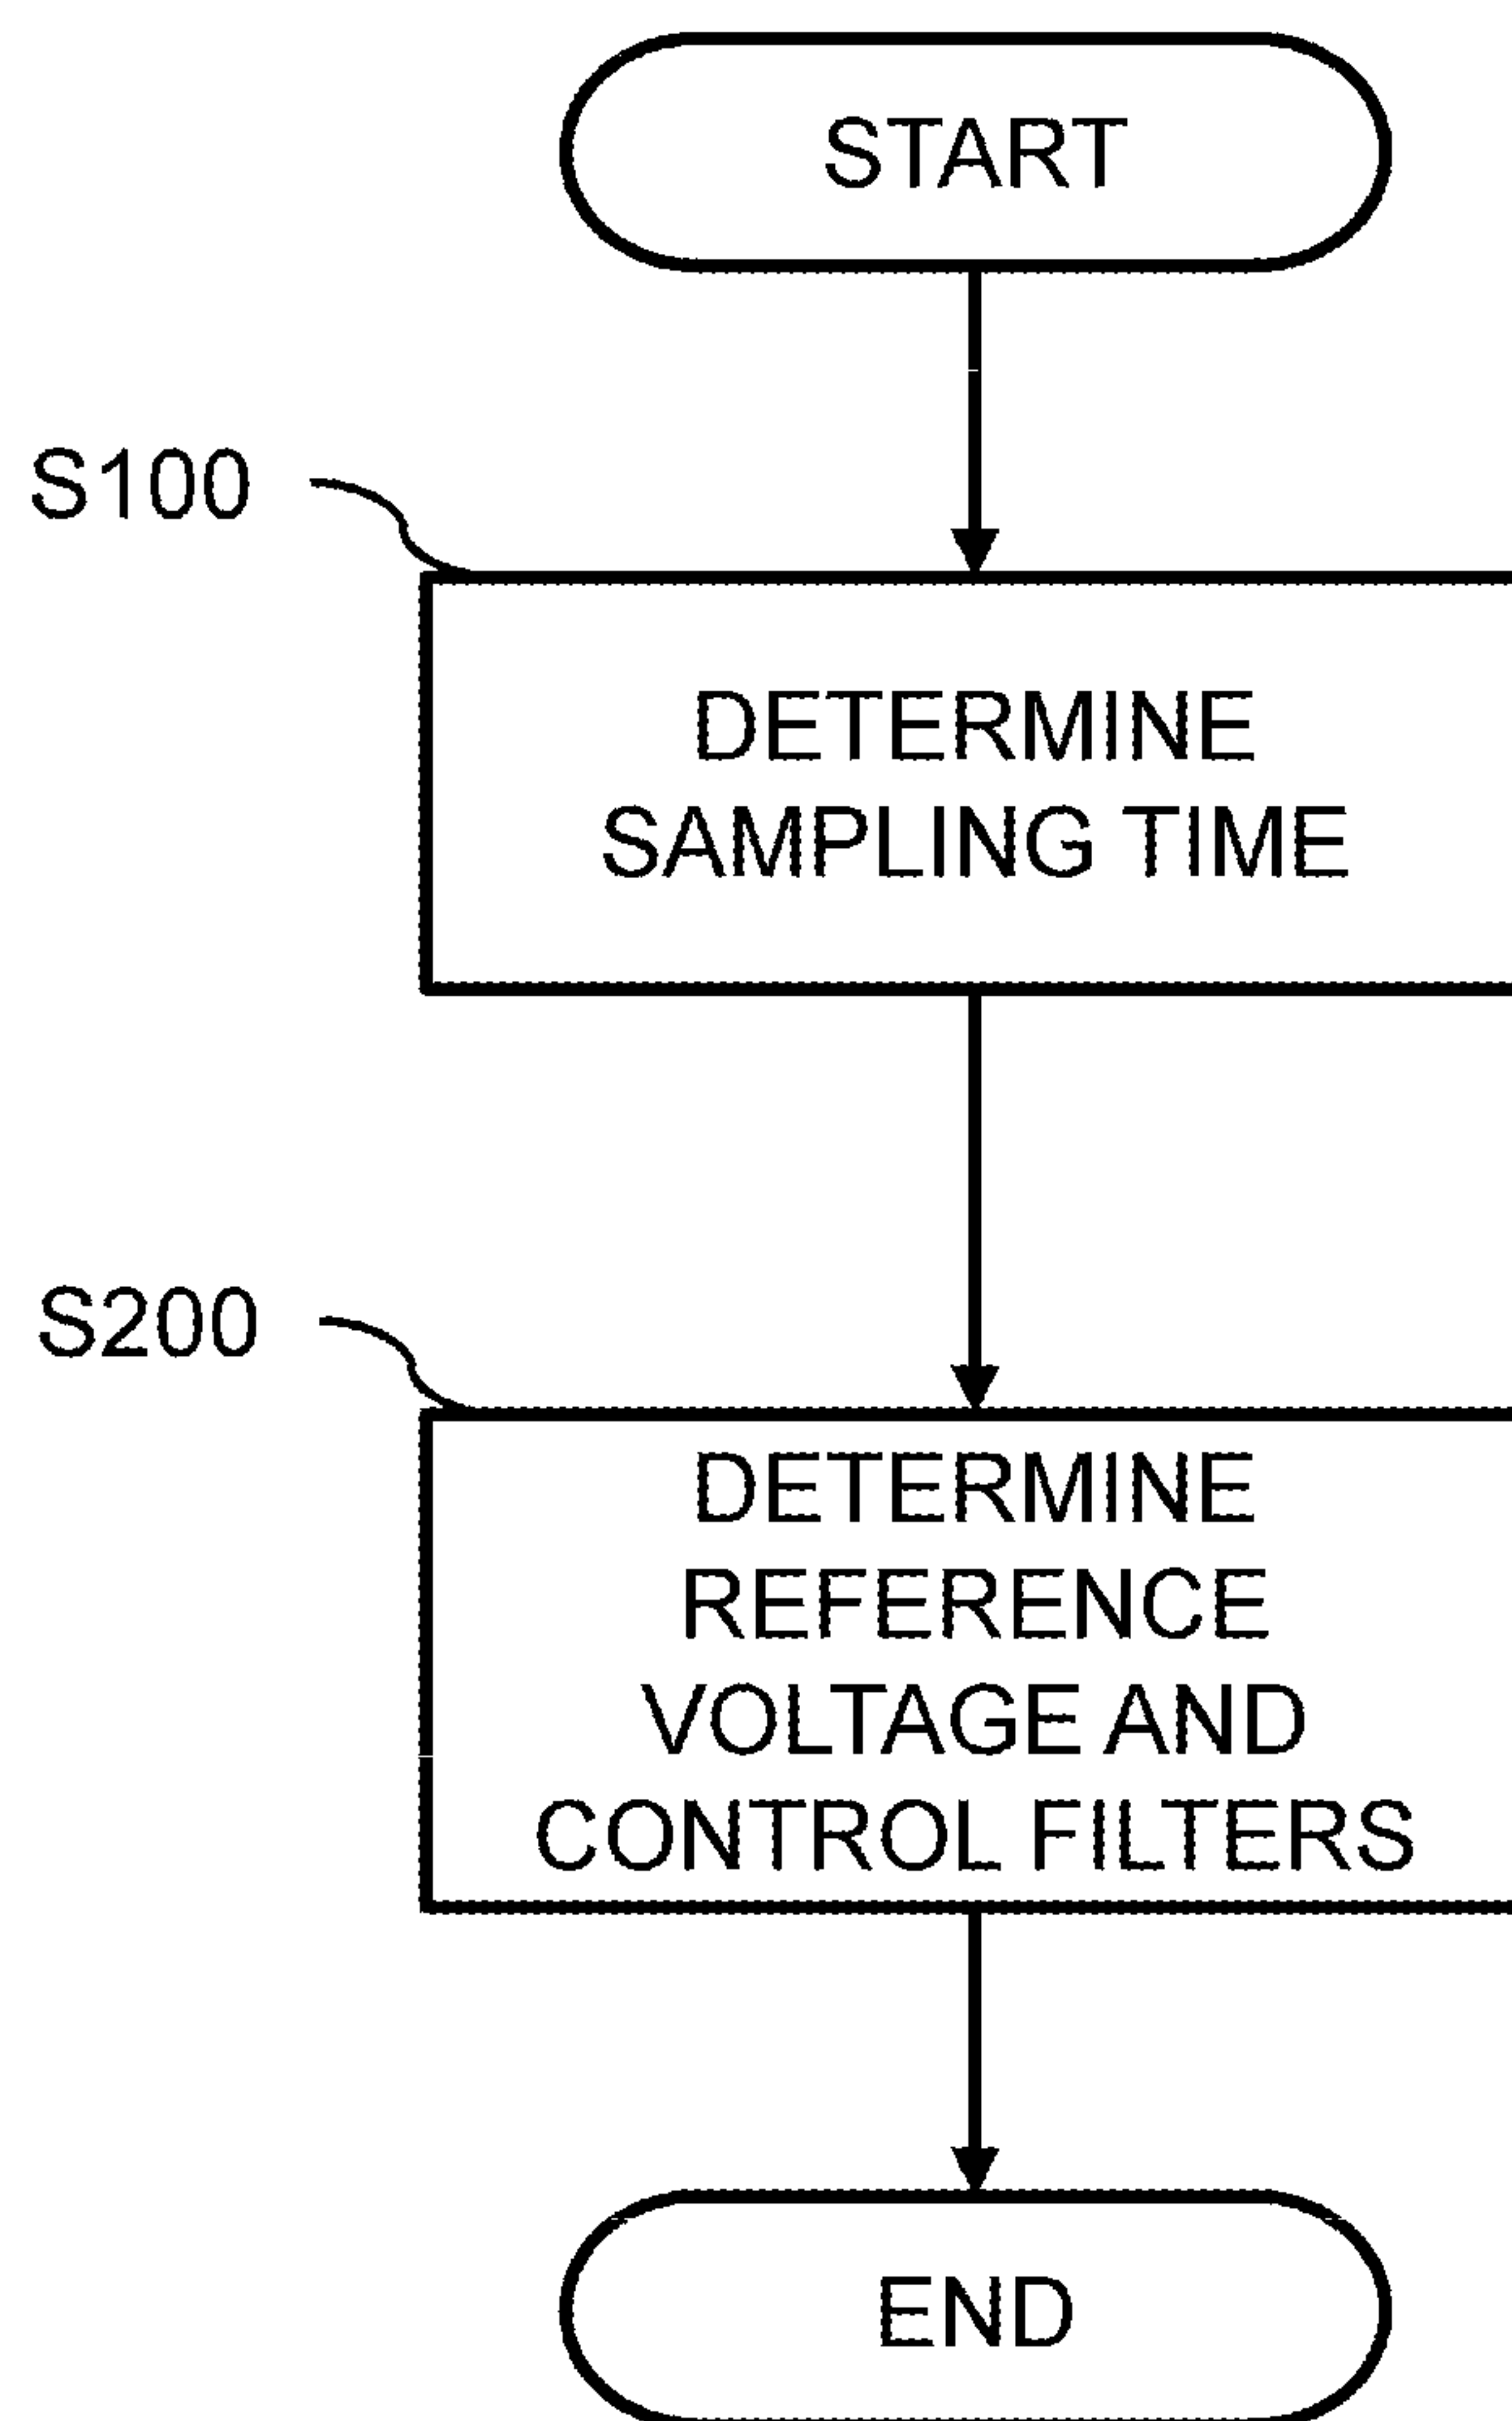 START
S100
DETERMINE
SAMPLING TIME
S200
DETERMINE
REFERENCE
VOLTAGE AND
CONTROL FILTERS
END